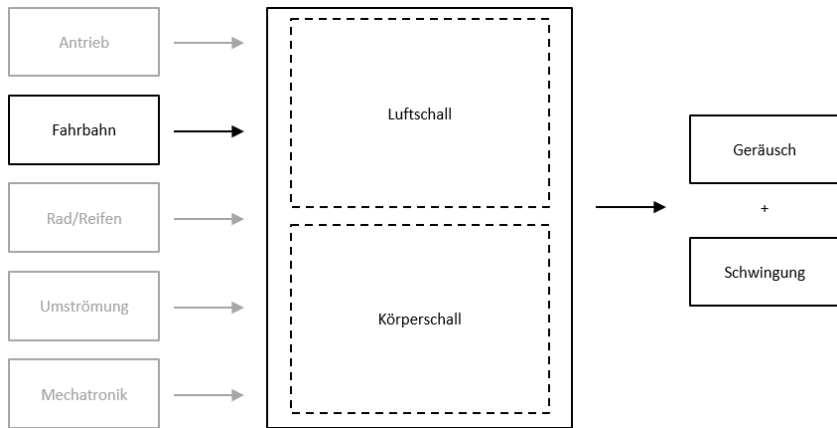 Antrieb
Fahrbahn
Rad/Reifen
Umströmung
Mechatronik
Luftschall
Körperschall
Geräusch
+
Schwingung